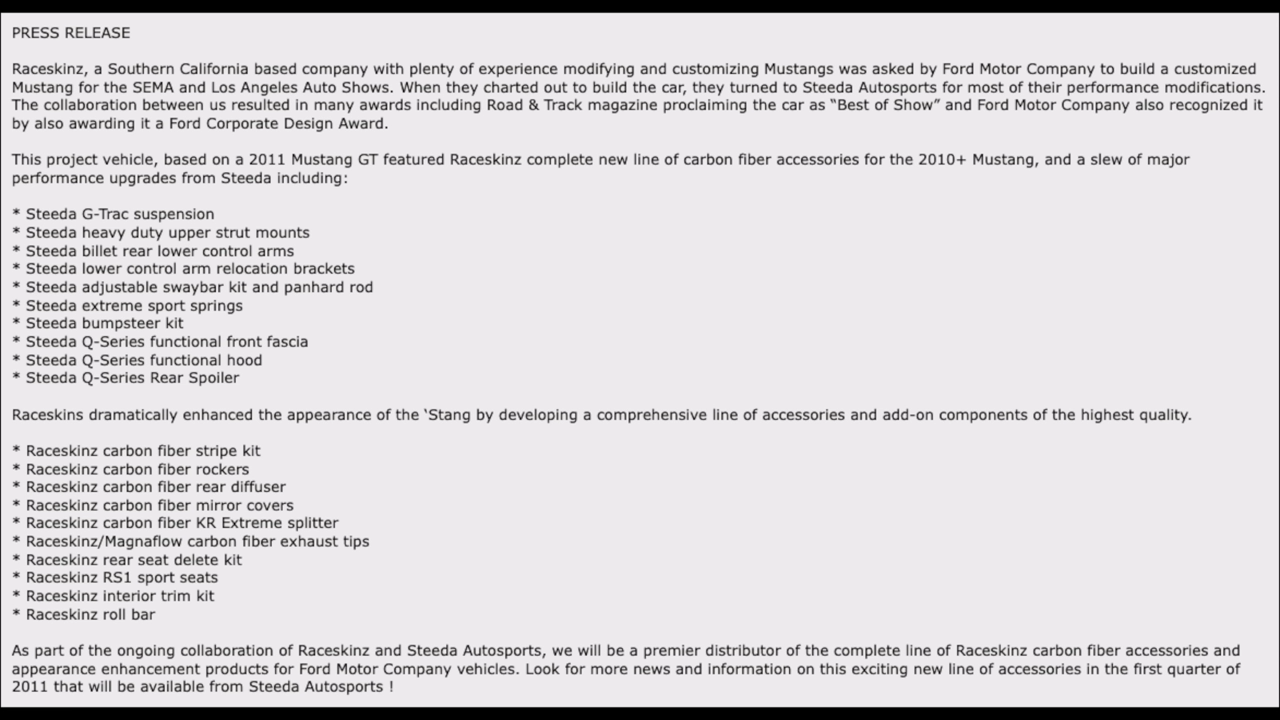 PRESS RELEASE
Raceskinz, a Southern California based company with plenty of experience modifying and customizing Mustangs was asked by Ford Motor Company to build a customized
Mustang for the SEMA and Los Angeles Auto Shows. When they charted out to build the car, they turned to Steeda Autosports for most of their performance modifications.
The collaboration between us resulted in many awards including Road & Track magazine proclaiming the car as “Best of Show” and Ford Motor Company also recognized it
by also awarding it a Ford Corporate Design Award.
This project vehicle, based on a 2011 Mustang GT featured Raceskinz complete new line of carbon fiber accessories for the 2010+ Mustang, and a slew of major
performance upgrades from Steeda including:
* Steeda G-Trac suspension
* Steeda heavy duty upper strut mounts
* Steeda billet rear lower control arms
* Steeda lower control arm relocation brackets
* Steeda adjustable swaybar kit and panhard rod
* Steeda extreme sport springs
* Steeda bumpsteer kit
* Steeda Q-Series functional front fascia
* Steeda Q-Series functional hood
* Steeda Q-Series Rear Spoiler
Raceskins dramatically enhanced the appearance of the ‘Stang by developing a comprehensive line of accessories and add-on components of the highest quality.
* Raceskinz carbon fiber stripe kit
* Raceskinz carbon fiber rockers
* Raceskinz carbon fiber rear diffuser
* Raceskinz carbon fiber mirror covers
* Raceskinz carbon fiber KR Extreme splitter
* Raceskinz/Magnaflow carbon fiber exhaust tips
* Raceskinz rear seat delete kit
* Raceskinz RS1 sport seats
* Raceskinz interior trim kit
* Raceskinz roll bar
As part of the ongoing collaboration of Raceskinz and Steeda Autosports, we will be a premier distributor of the complete line of Raceskinz carbon fiber accessories and
appearance enhancement products for Ford Motor Company vehicles. Look for more news and information on this exciting new line of accessories in the first quarter of
2011 that will be available from Steeda Autosports !